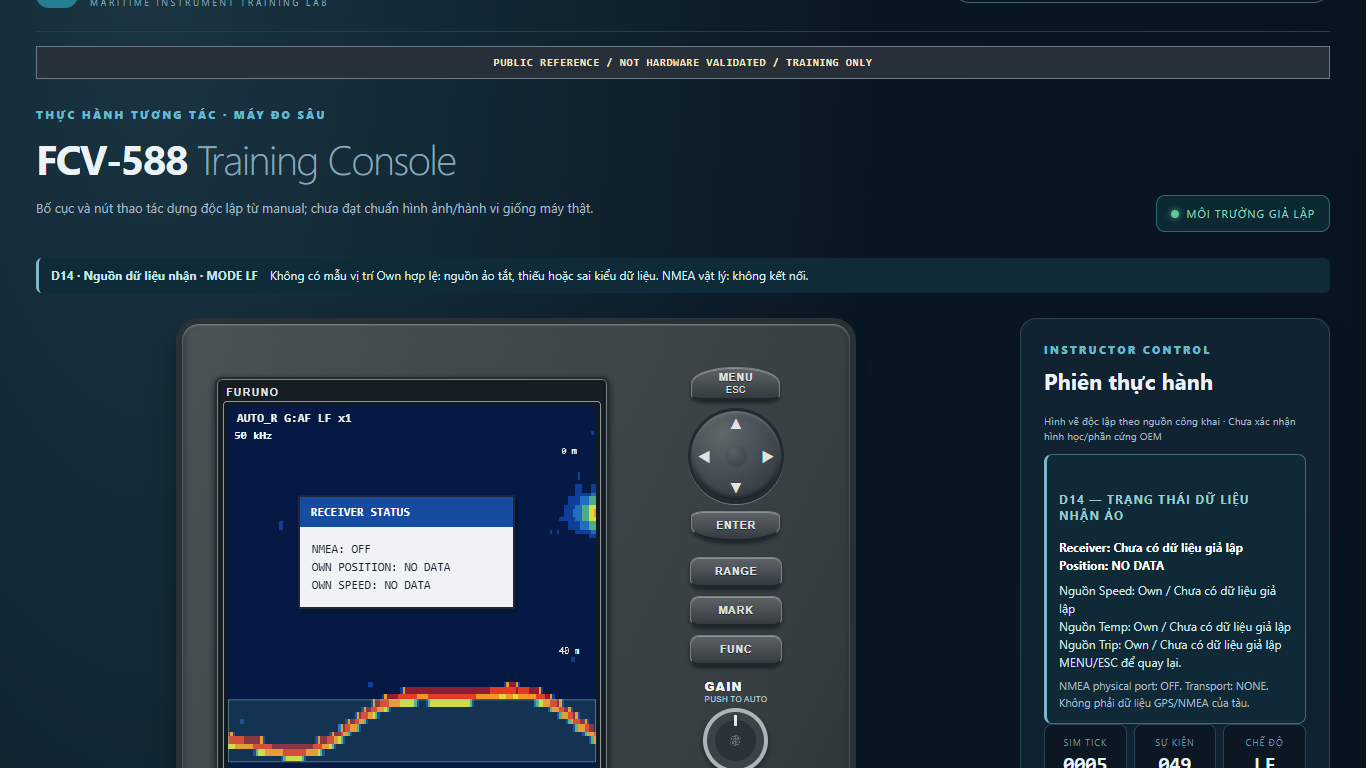 MARITIME INSTRUMENT TRAINING LAB
PUBLIC REFERENCE / NOT HARDWARE VALIDATED / TRAINING ONLY
THỰC HÀNH TƯƠNG TÁC · MÁY ĐO SÂU
FCV-588 Training Console
Bố cục và nút thao tác dựng độc lập từ manual; chưa đạt chuẩn hình ảnh/hành vi giống máy thật.
MÔI TRƯỜNG GIẢ LẬP
D14 · Nguồn dữ liệu nhận · MODE LF Không có mẫu vị trí Own hợp lệ: nguồn ảo tắt, thiếu hoặc sai kiểu dữ liệu. NMEA vật lý: không kết nối.
FURUNO
AUTO_R G:AF LF x1
50 kHz
0 m
RECEIVER STATUS
NMEA: OFF
OWN POSITION: NO DATA
OWN SPEED: NO DATA
40 m
MENU
ESC
ENTER
RANGE
MARK
FUNC
GAIN
PUSH TO AUTO
INSTRUCTOR CONTROL
Phiên thực hành
Hình vẽ độc lập theo nguồn công khai · Chưa xác nhận
hình học/phần cứng OEM
D14 — TRẠNG THÁI DỮ LIỆU
NHẬN ẢO
Receiver: Chưa có dữ liệu giả lập
Position: NO DATA
Nguồn Speed: Own / Chưa có dữ liệu giả
lập
Nguồn Temp: Own / Chưa có dữ liệu giả lập
Nguồn Trip: Own / Chưa có dữ liệu giả lập
MENU/ESC để quay lại.
NMEA physical port: OFF. Transport: NONE.
Không phải dữ liệu GPS/NMEA của tàu.
SIM TICK
0005
SỰ KIỆN
049
CHẾ ĐỘ
LF